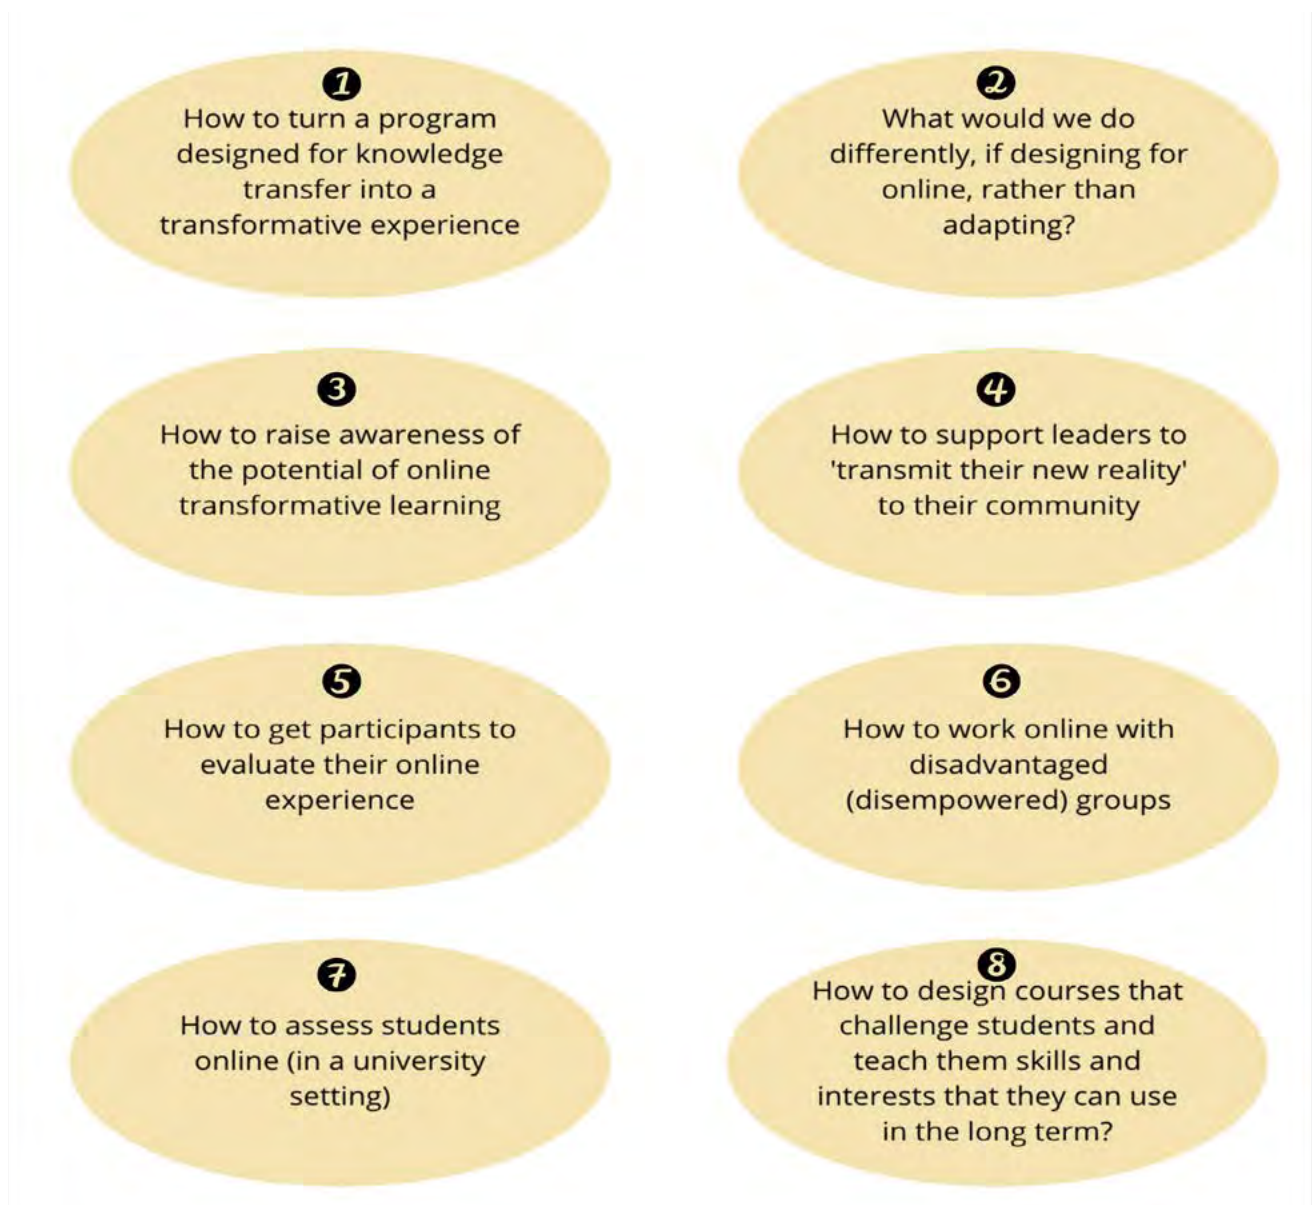 1
How to turn a program
designed for knowledge
transfer into a
transformative experience
2
What would we do
differently, if designing for
online, rather than
adapting?
3
How to raise awareness of
the potential of online
transformative learning
4
How to support leaders to
'transmit their new reality'
to their community
5
How to get participants to
evaluate their online
experience
6
How to work online with
disadvantaged
(disempowered) groups
7
How to assess students
online (in a university
setting)
8
How to design courses that
challenge students and
teach them skills and
interests that they can use
in the long term?